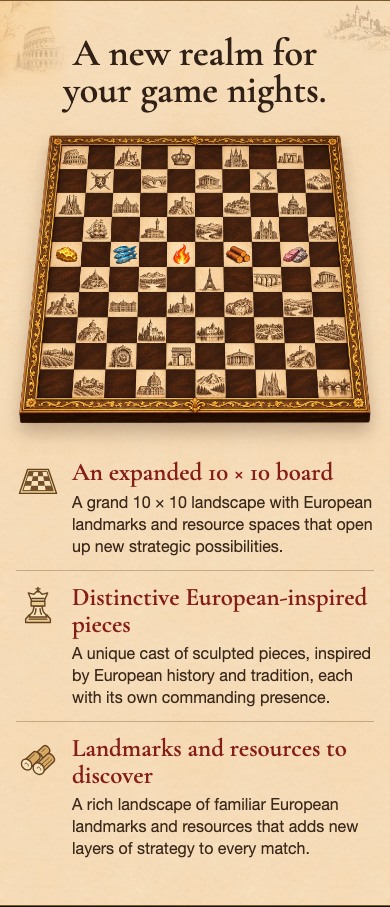 A new realm for
your game nights.
An expanded 10 × 10 board
A grand 10 × 10 landscape with European
landmarks and resource spaces that open
up new strategic possibilities.
Distinctive European-inspired
pieces
A unique cast of sculpted pieces, inspired
by European history and tradition, each
with its own commanding presence.
Landmarks and resources to
discover
A rich landscape of familiar European
landmarks and resources that adds new
layers of strategy to every match.